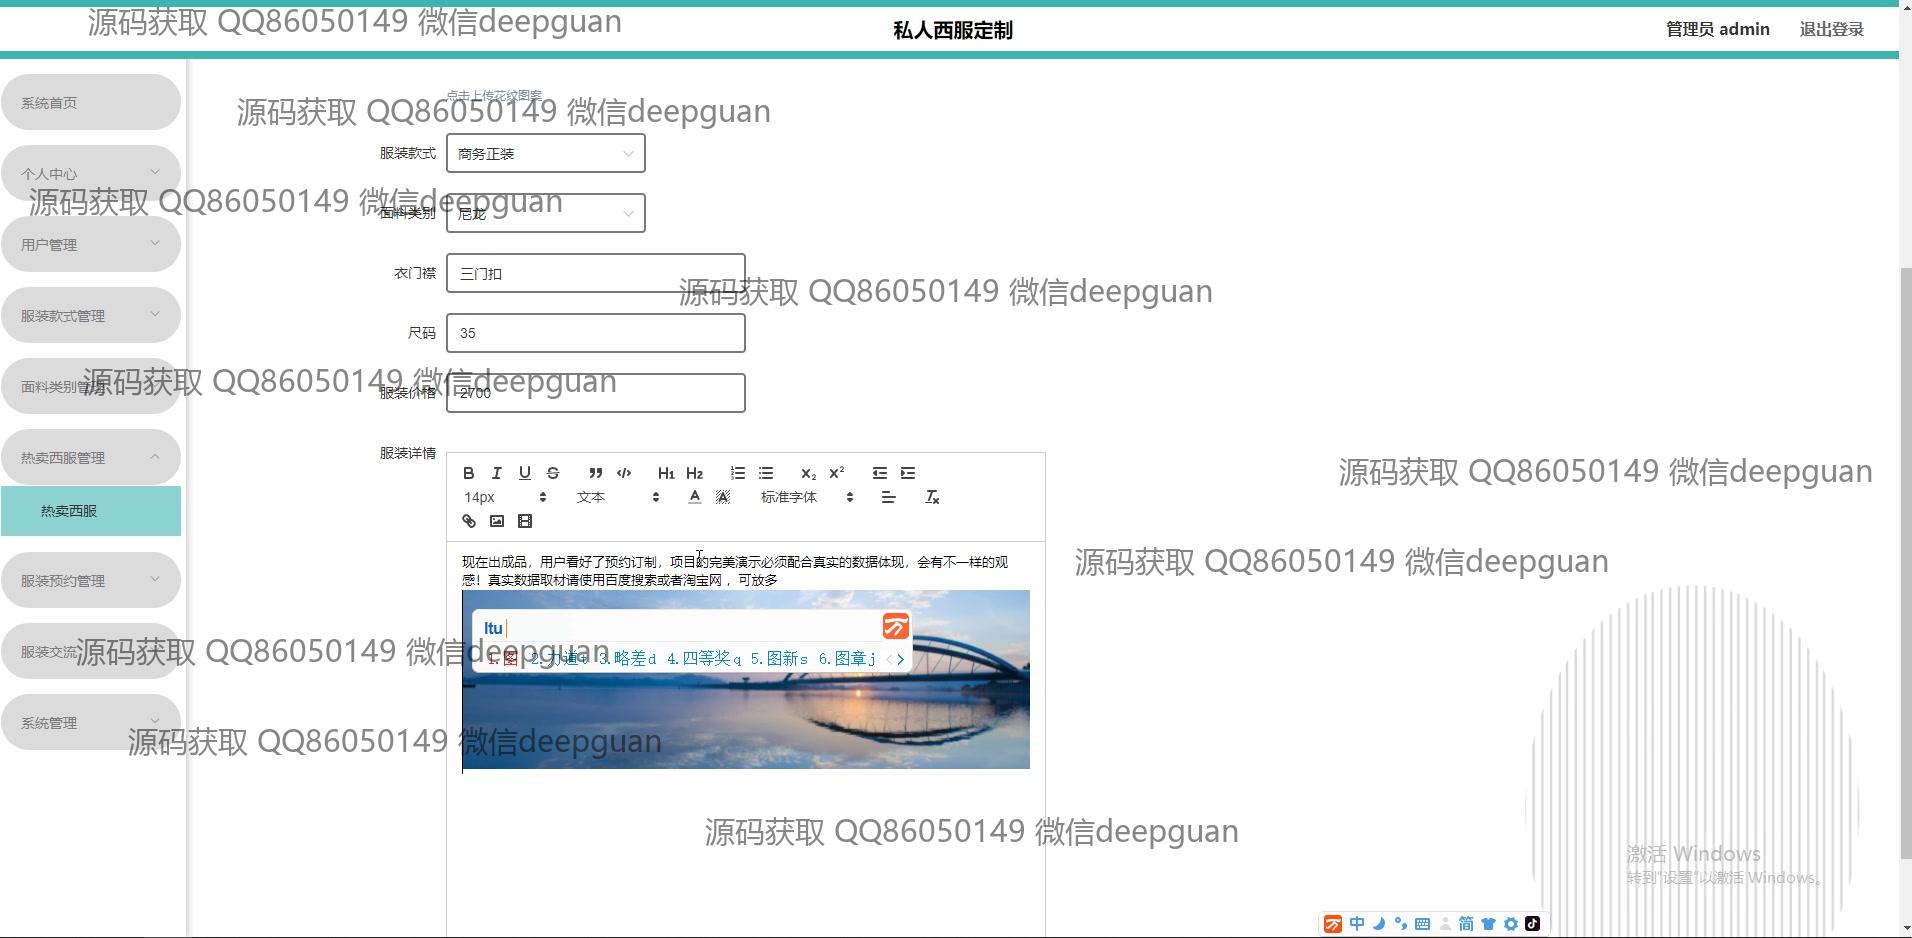 源码获取 QQ86050149 微信deepguan
私人西服定制
管理员 admin
退出登录
系统首页
点击上传花纹图案
源码获取 QQ86050149 微信deepguan
服装款式
商务正装
个人中心
源码获取 QQ86050149 微信deepguan
面料类别
尼龙
用户管理
衣门襟
三门扣
源码获取 QQ86050149 微信deepguan
服装款式管理
尺码
35
源码获取 QQ86050149 微信deepguan
面料类别管理
服装价格
2700
热卖西服管理
服装详情
B I U S H1 H2 X2 X2
源码获取 QQ86050149 微信deepguan
14px 文本 A A 标准字体 Tx
热卖西服
现在出成品，用户看好了预约订制，项目的完美演示必须配合真实的数据体现，会有不一样的观
感！真实数据取材请使用百度搜索或者淘宝网 ，可放多
源码获取 QQ86050149 微信deepguan
服装预约管理
ltu
1.图 2.力道t 3.略差d 4.四等奖q 5.图新s 6.图章j
服装交流
源码获取 QQ86050149 微信deepguan
系统管理
源码获取 QQ86050149 微信deepguan
源码获取 QQ86050149 微信deepguan
激活 Windows
转到"设置"以激活 Windows。
中 简